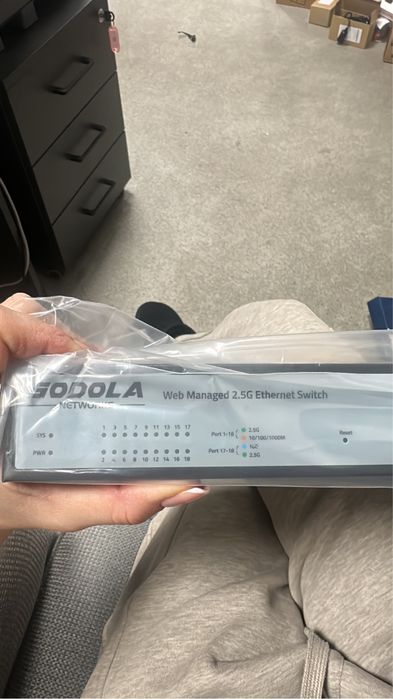 SODOLA
NETWORKS
Web Managed 2.5G Ethernet Switch
1 3 5 7 9 11 13 15 17
SYS
PWR
2 4 6 8 10 12 14 16 18
Port 1-16
2.5G
10/100/1000M
Port 17-18
10G
2.5G
Reset